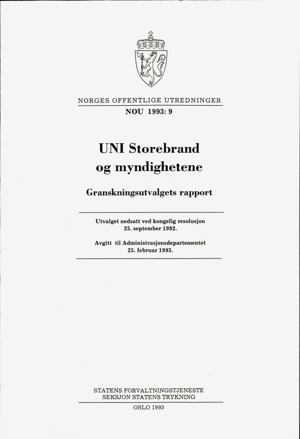 NORGES OFFENTLIGE UTREDNINGER
NOU 1993: 9
UNI Storebrand
og myndighetene
Granskningsutvalgets rapport
Utvalget nedsatt ved kongelig resolusjon
25. september 1992.
Avgitt til Administrasjonsdepartementet
25. februar 1993.
STATENS FORVALTNINGSTJENESTE
SEKSJON STATENS TRYKNING
OSLO 1993